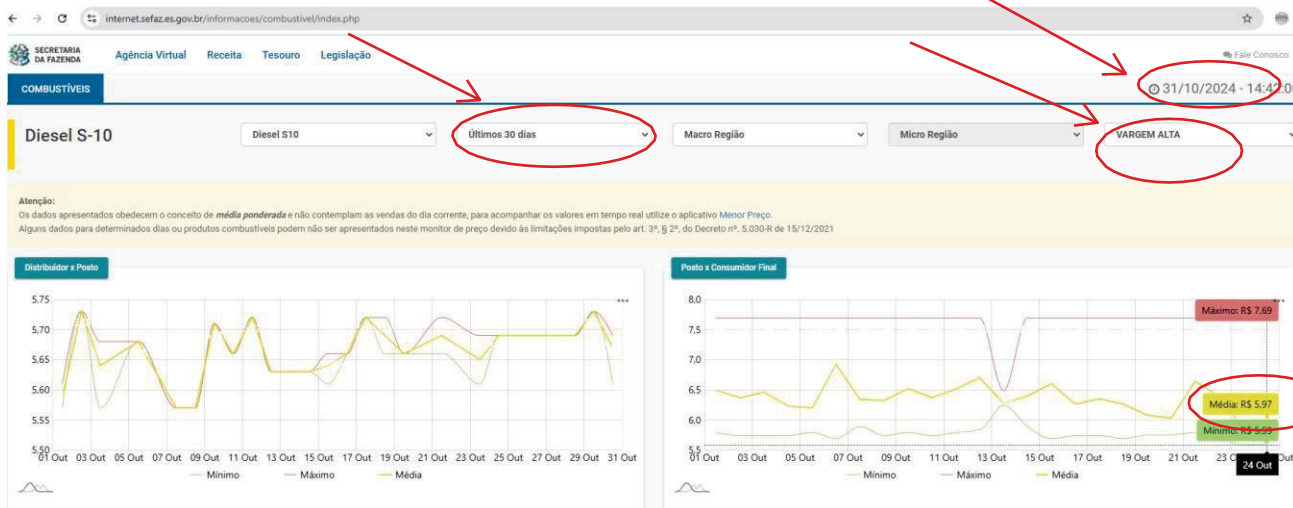 internet.sefaz.es.gov.br/informacoes/combustivel/index.php
SECRETARIA
DA FAZENDA
Agência Virtual Receita Tesouro Legislação
Fale Conosco
COMBUSTÍVEIS
31/10/2024 - 14:42:0
Diesel S-10
Diesel S10
Últimos 30 dias
Macro Região
Micro Região
VARGEM ALTA
Atenção:
Os dados apresentados obedecem o conceito de média ponderada e não contemplam as vendas do dia corrente, para acompanhar os valores em tempo real utilize o aplicativo Menor Preço.
Alguns dados para determinados dias ou produtos combustíveis podem não ser apresentados neste monitor de preço devido às limitações impostas pelo art. 3º, § 2º, do Decreto nº. 5.030-R de 15/12/2021
Distribuidor x Posto
5.75
5.70
5.65
5.60
5.55
5.50
01 Out 03 Out 05 Out 07 Out 09 Out 11 Out 13 Out 15 Out 17 Out 19 Out 21 Out 23 Out 25 Out 27 Out 29 Out 31 Out
Mínimo Máximo Média
Posto x Consumidor Final
8.0
7.5
7.0
6.5
6.0
5.5
Máximo: R$ 7.69
Média: R$ 5.97
Mínimo: R$ 5.59
01 Out 03 Out 05 Out 07 Out 09 Out 11 Out 13 Out 15 Out 17 Out 19 Out 21 Out 23 O Out
24 Out
Mínimo Máximo Média